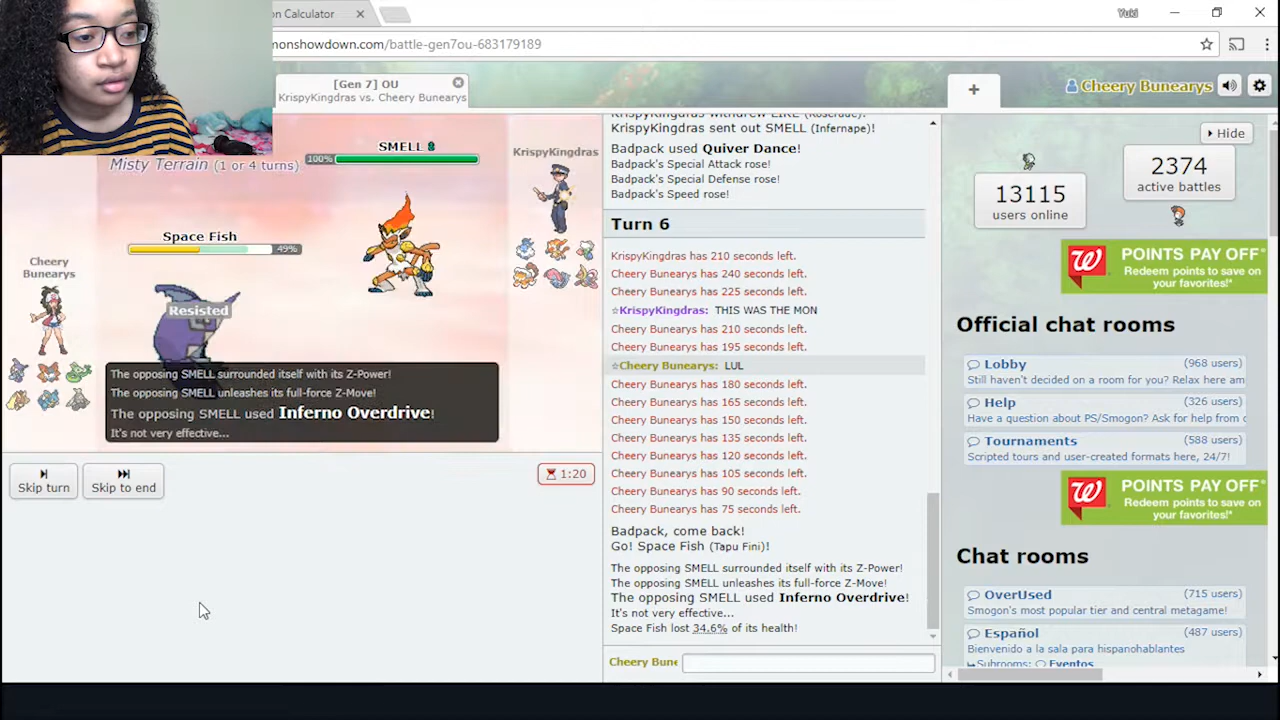 on Calculator
Yuki
monshowdown.com/battle-gen7ou-683179189
[Gen 7] OU
KrispyKingdras vs. Cheery Bunearys
+
Cheery Bunearys
Misty Terrain (1 or 4 turns)
SMELL
100%
KrispyKingdras
Space Fish
49%
Cheery
Bunearys
Resisted
The opposing SMELL surrounded itself with its Z-Power!
The opposing SMELL unleashes its full-force Z-Move!
The opposing SMELL used Inferno Overdrive!
It's not very effective...
Skip turn
Skip to end
1:20
KrispyKingdras sent out SMELL (Infernape)!
Badpack used Quiver Dance!
Badpack's Special Attack rose!
Badpack's Special Defense rose!
Badpack's Speed rose!
Turn 6
KrispyKingdras has 210 seconds left.
Cheery Bunearys has 240 seconds left.
Cheery Bunearys has 225 seconds left.
☆KrispyKingdras: THIS WAS THE MON
Cheery Bunearys has 210 seconds left.
Cheery Bunearys has 195 seconds left.
☆Cheery Bunearys: LUL
Cheery Bunearys has 180 seconds left.
Cheery Bunearys has 165 seconds left.
Cheery Bunearys has 150 seconds left.
Cheery Bunearys has 135 seconds left.
Cheery Bunearys has 120 seconds left.
Cheery Bunearys has 105 seconds left.
Cheery Bunearys has 90 seconds left.
Cheery Bunearys has 75 seconds left.
Badpack, come back!
Go! Space Fish (Tapu Fini)!
The opposing SMELL surrounded itself with its Z-Power!
The opposing SMELL unleashes its full-force Z-Move!
The opposing SMELL used Inferno Overdrive!
It's not very effective...
Space Fish lost 34.6% of its health!
Cheery Bune
Hide
13115
users online
2374
active battles
POINTS PAY OFF®
Redeem points to save on
your favorites!*
Official chat rooms
Lobby (968 users)
Still haven't decided on a room for you? Relax here am
Help (326 users)
Have a question about PS/Smogon? Ask for help from o
Tournaments (588 users)
Scripted tours and user-created formats here, 24/7!
POINTS PAY OFF®
Redeem points to save on
your favorites!*
Chat rooms
OverUsed (715 users)
Smogon's most popular tier and central metagame!
Español (487 users)
Bienvenido a la sala para hispanohablantes
Subrooms: Eventos